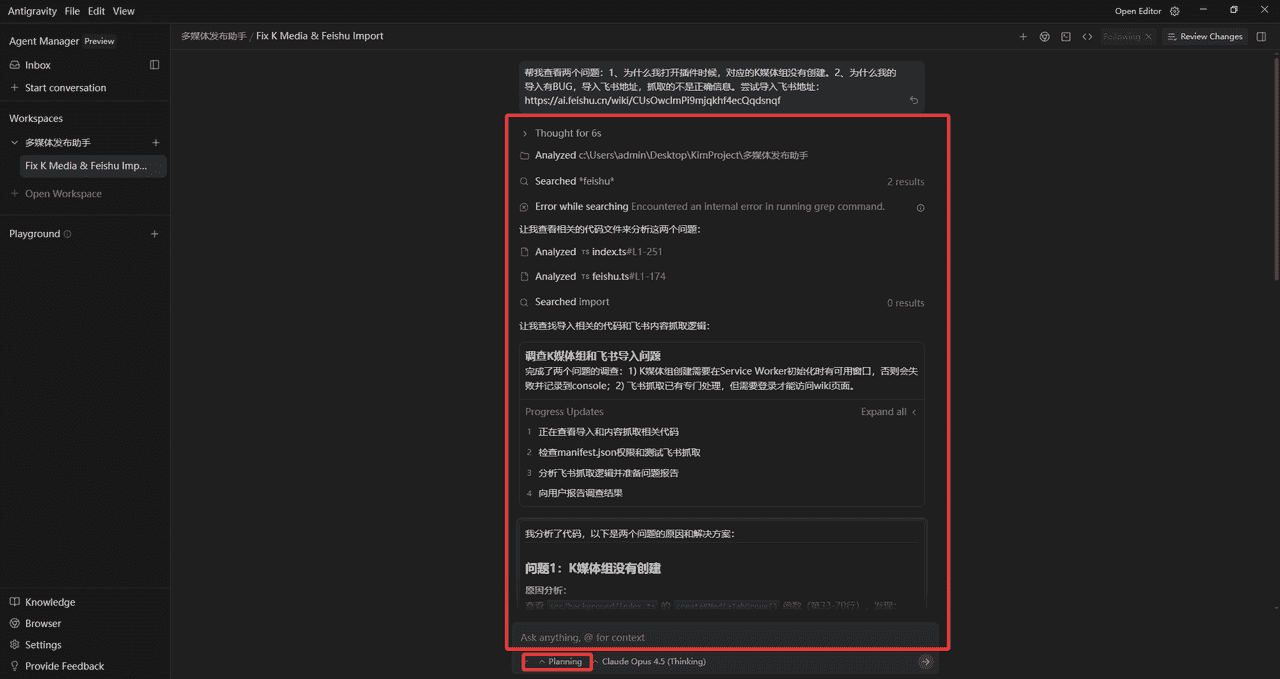 Antigravity File Edit View
Open Editor
Agent Manager Preview
多媒体发布助手 / Fix K Media & Feishu Import
Following
Review Changes
Inbox
Start conversation
Workspaces
多媒体发布助手
Fix K Media & Feishu Imp...
Open Workspace
Playground
Knowledge
Browser
Settings
Provide Feedback
帮我查看两个问题：1、为什么我打开插件时候，对应的K媒体组没有创建。2、为什么我的
导入有BUG，导入飞书地址，抓取的不是正确信息。尝试导入飞书地址：
https://ai.feishu.cn/wiki/CUsOwcImPi9mjqkhf4ecQqdsnqf
Thought for 6s
Analyzed c:\Users\admin\Desktop\KimProject\多媒体发布助手
Searched *feishu* 2 results
Error while searching Encountered an internal error in running grep command.
让我查看相关的代码文件来分析这两个问题：
Analyzed TS index.ts#L1-251
Analyzed TS feishu.ts#L1-174
Searched import 0 results
让我查找导入相关的代码和飞书内容抓取逻辑：
调查K媒体组和飞书导入问题
完成了两个问题的调查：1) K媒体组创建需要在Service Worker初始化时有可用窗口，否则会失
败并记录到console；2) 飞书抓取已有专门处理，但需要登录才能访问wiki页面。
Progress Updates Expand all
1 正在查看导入和内容抓取相关代码
2 检查manifest.json权限和测试飞书抓取
3 分析飞书抓取逻辑并准备问题报告
4 向用户报告调查结果
我分析了代码，以下是两个问题的原因和解决方案：
问题1：K媒体组没有创建
原因分析：
查看 src/background/index.ts 的
Ask anything, @ for context
Planning Claude Opus 4.5 (Thinking)